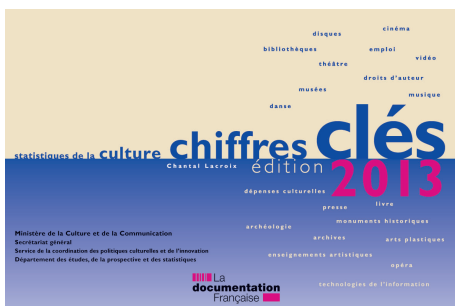 cinéma
disques
bibliothèques emploi
vidéo
théâtre
droits d'auteur
musées
musique
danse
statistiques de la culture chiffres clés
Chantal Lacroix édition 2013
dépenses culturelles
livre
presse
monuments historiques
archéologie
archives arts plastiques
enseignements artistiques
opéra
technologies de l'information
Ministère de la Culture et de la Communication
Secrétariat général
Service de la coordination des politiques culturelles et de l'innovation
Département des études, de la prospective et des statistiques
La
documentation
Française